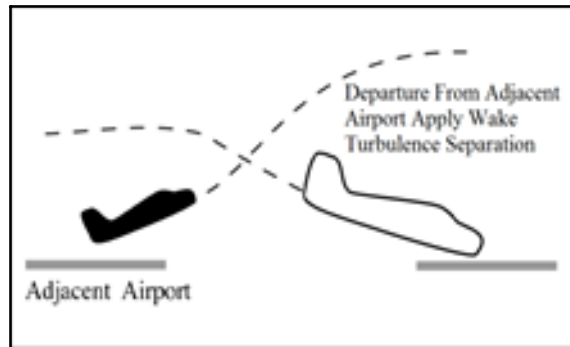 Departure From Adjacent
Airport Apply Wake
Turbulence Separation
Adjacent Airport